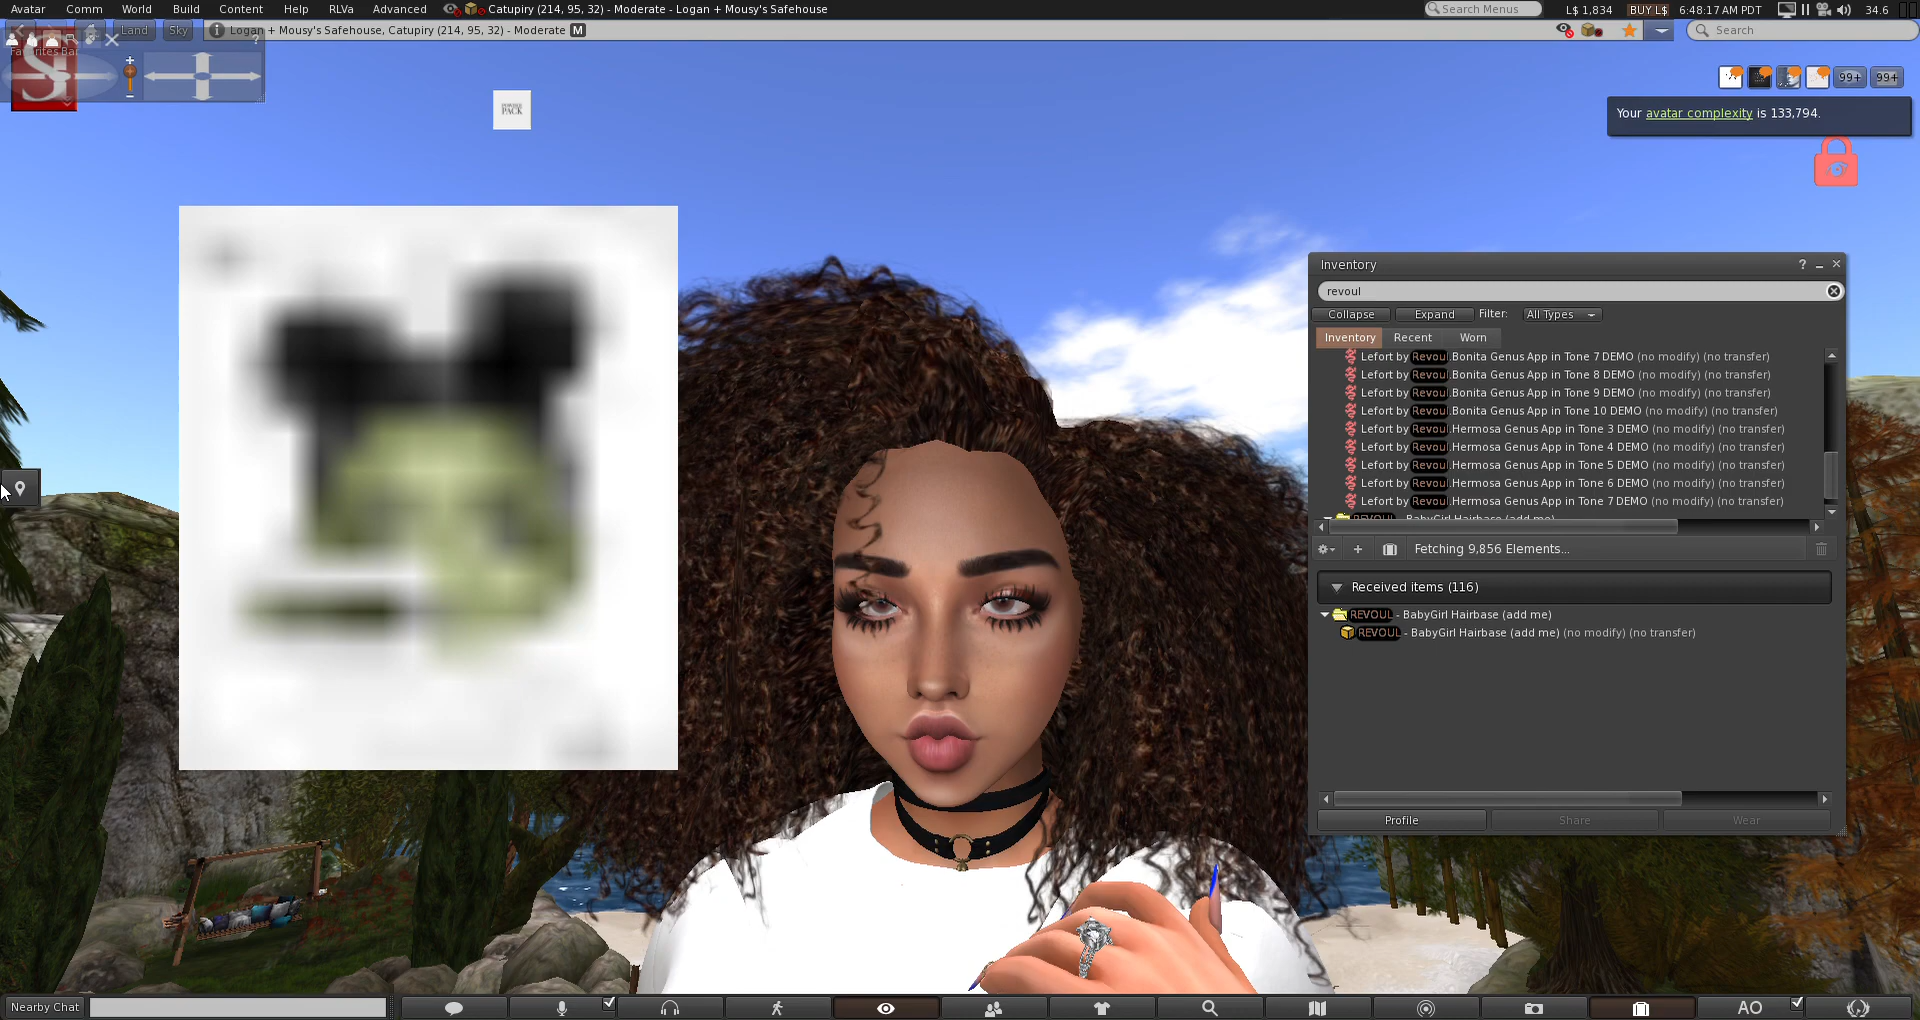 Avatar Comm World Build Content Help RLVa Advanced Catupiry (214, 95, 32) - Moderate - Logan + Mousy's Safehouse Search Menus L$ 1,834 BUY L$ 6:48:17 AM PDT 34.6
Land Sky Logan + Mousy's Safehouse, Catupiry (214, 95, 32) - Moderate M Search
Favorites Bar
?
99+ 99+
PACK
Your avatar complexity is 133,794.
Inventory ?
revoul
Collapse Expand Filter: All Types
Inventory Recent Worn
Lefort by Revoul.Bonita Genus App in Tone 7 DEMO (no modify) (no transfer)
Lefort by Revoul.Bonita Genus App in Tone 8 DEMO (no modify) (no transfer)
Lefort by Revoul.Bonita Genus App in Tone 9 DEMO (no modify) (no transfer)
Lefort by Revoul.Bonita Genus App in Tone 10 DEMO (no modify) (no transfer)
Lefort by Revoul.Hermosa Genus App in Tone 3 DEMO (no modify) (no transfer)
Lefort by Revoul.Hermosa Genus App in Tone 4 DEMO (no modify) (no transfer)
Lefort by Revoul.Hermosa Genus App in Tone 5 DEMO (no modify) (no transfer)
Lefort by Revoul.Hermosa Genus App in Tone 6 DEMO (no modify) (no transfer)
Lefort by Revoul.Hermosa Genus App in Tone 7 DEMO (no modify) (no transfer)
REVOUL - BabyGirl Hairbase (add me)
Fetching 9,856 Elements...
Received items (116)
REVOUL - BabyGirl Hairbase (add me)
REVOUL - BabyGirl Hairbase (add me) (no modify) (no transfer)
Profile Share Wear
Nearby Chat AO